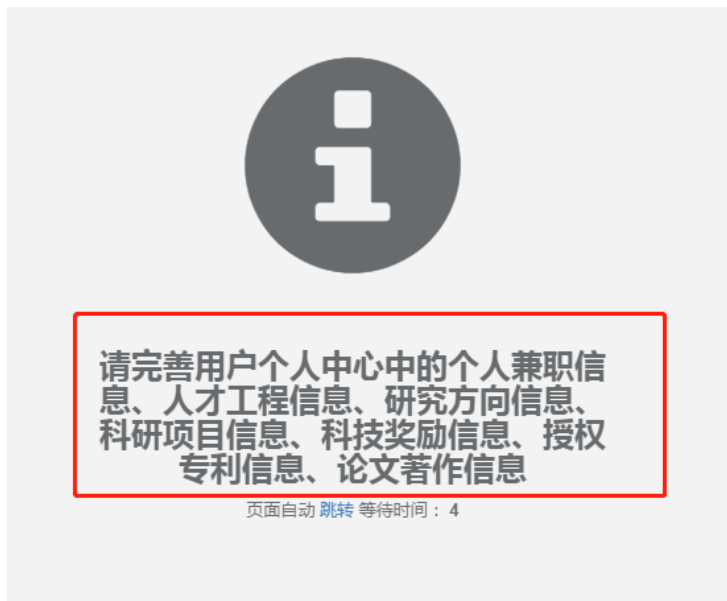 请完善用户个人中心中的个人兼职信
息、人才工程信息、研究方向信息、
科研项目信息、科技奖励信息、授权
专利信息、论文著作信息
页面自动 跳转 等待时间： 4